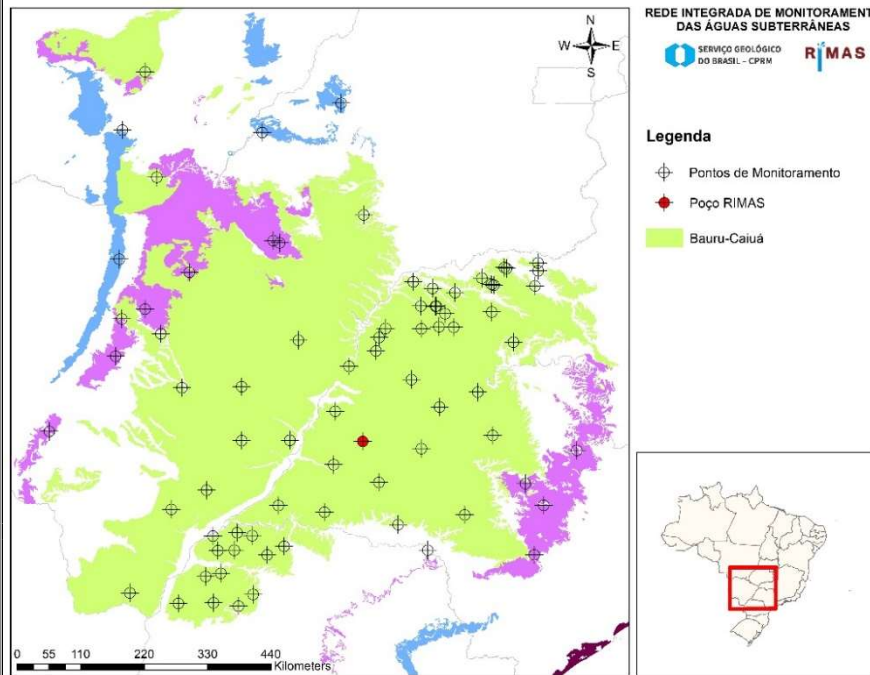 REDE INTEGRADA DE MONITORAMENT
DAS ÁGUAS SUBTERRÂNEAS
SERVIÇO GEOLÓGICO
DO BRASIL – CPRM
RIMAS
N
W E
S
Legenda
Pontos de Monitoramento
Poço RIMAS
Bauru-Caiuá
0 55 110 220 330 440
Kilometers